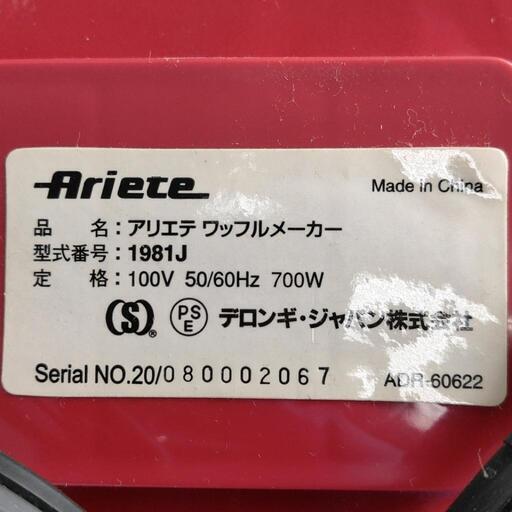 Ariete
Made in China
品 名：アリエテ ワッフルメーカー
型式番号：1981J
定 格：100V 50/60Hz 700W
(S)。 PSE デロンギ・ジャパン株式会社
Serial NO.20/080002067
ADR-60622